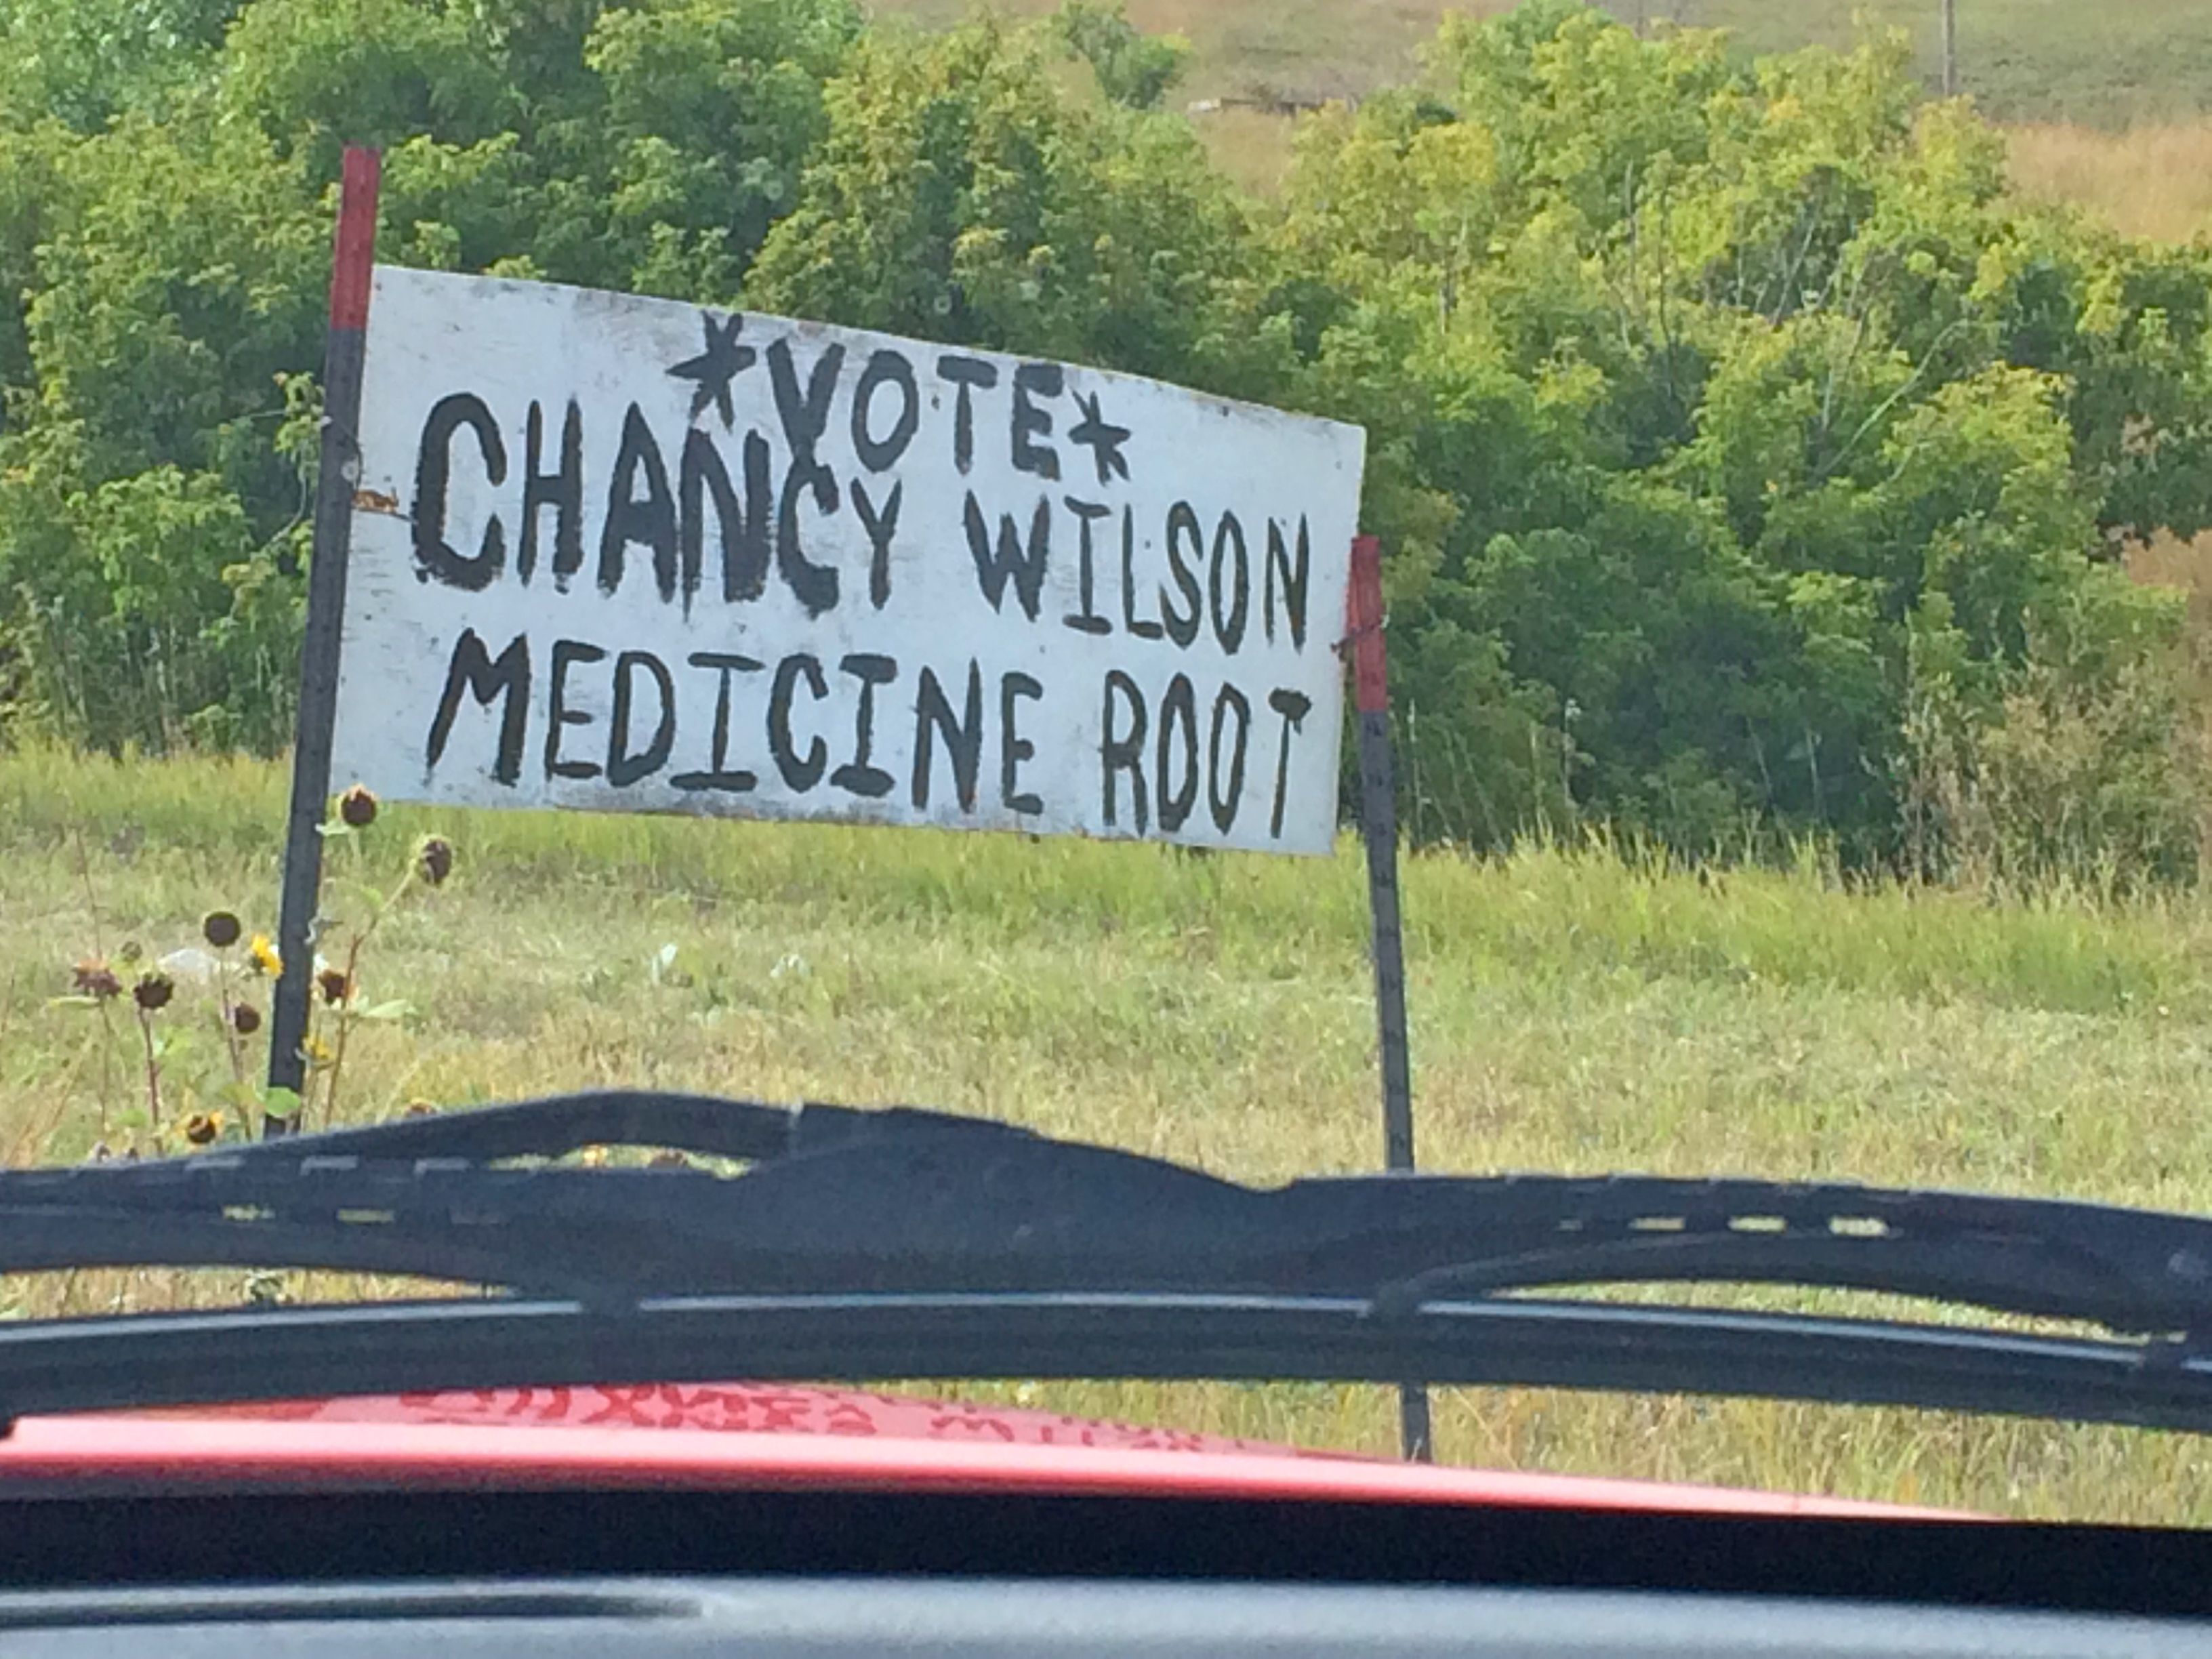 *VOTE*
CHANCY WILSON
MEDICINE ROOT